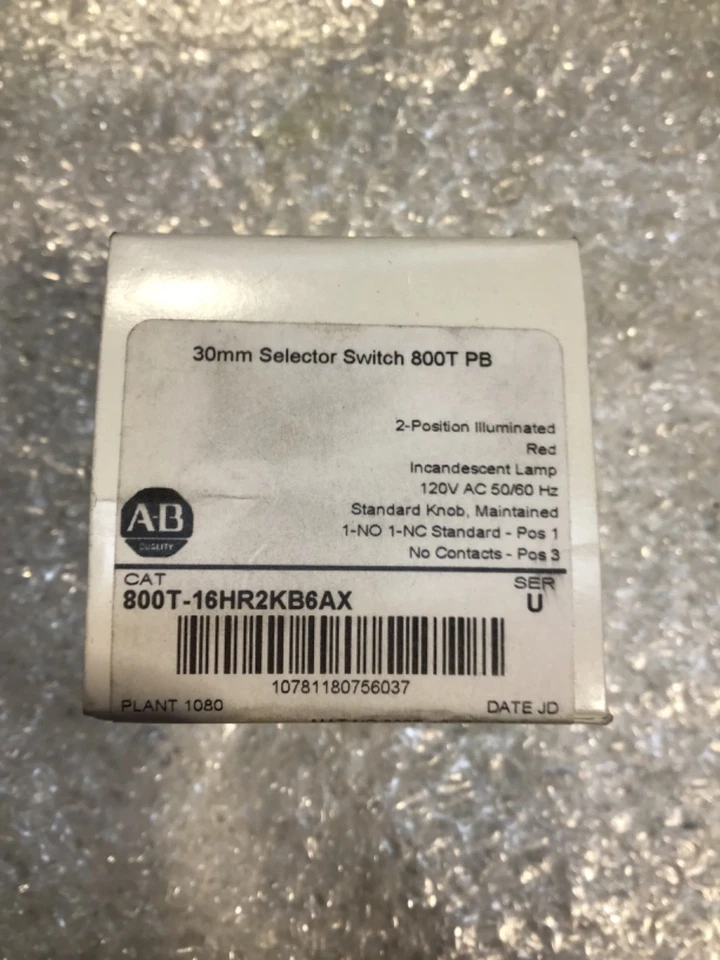 30mm Selector Switch 800T PB
2-Position Illuminated
Red
Incandescent Lamp
120V AC 50/60 Hz
Standard Knob, Maintained
1-NO 1-NC Standard - Pos 1
No Contacts - Pos 3
A-B
QUALITY
CAT
SER
800T-16HR2KB6AX
U
10781180756037
PLANT 1080
DATE JD